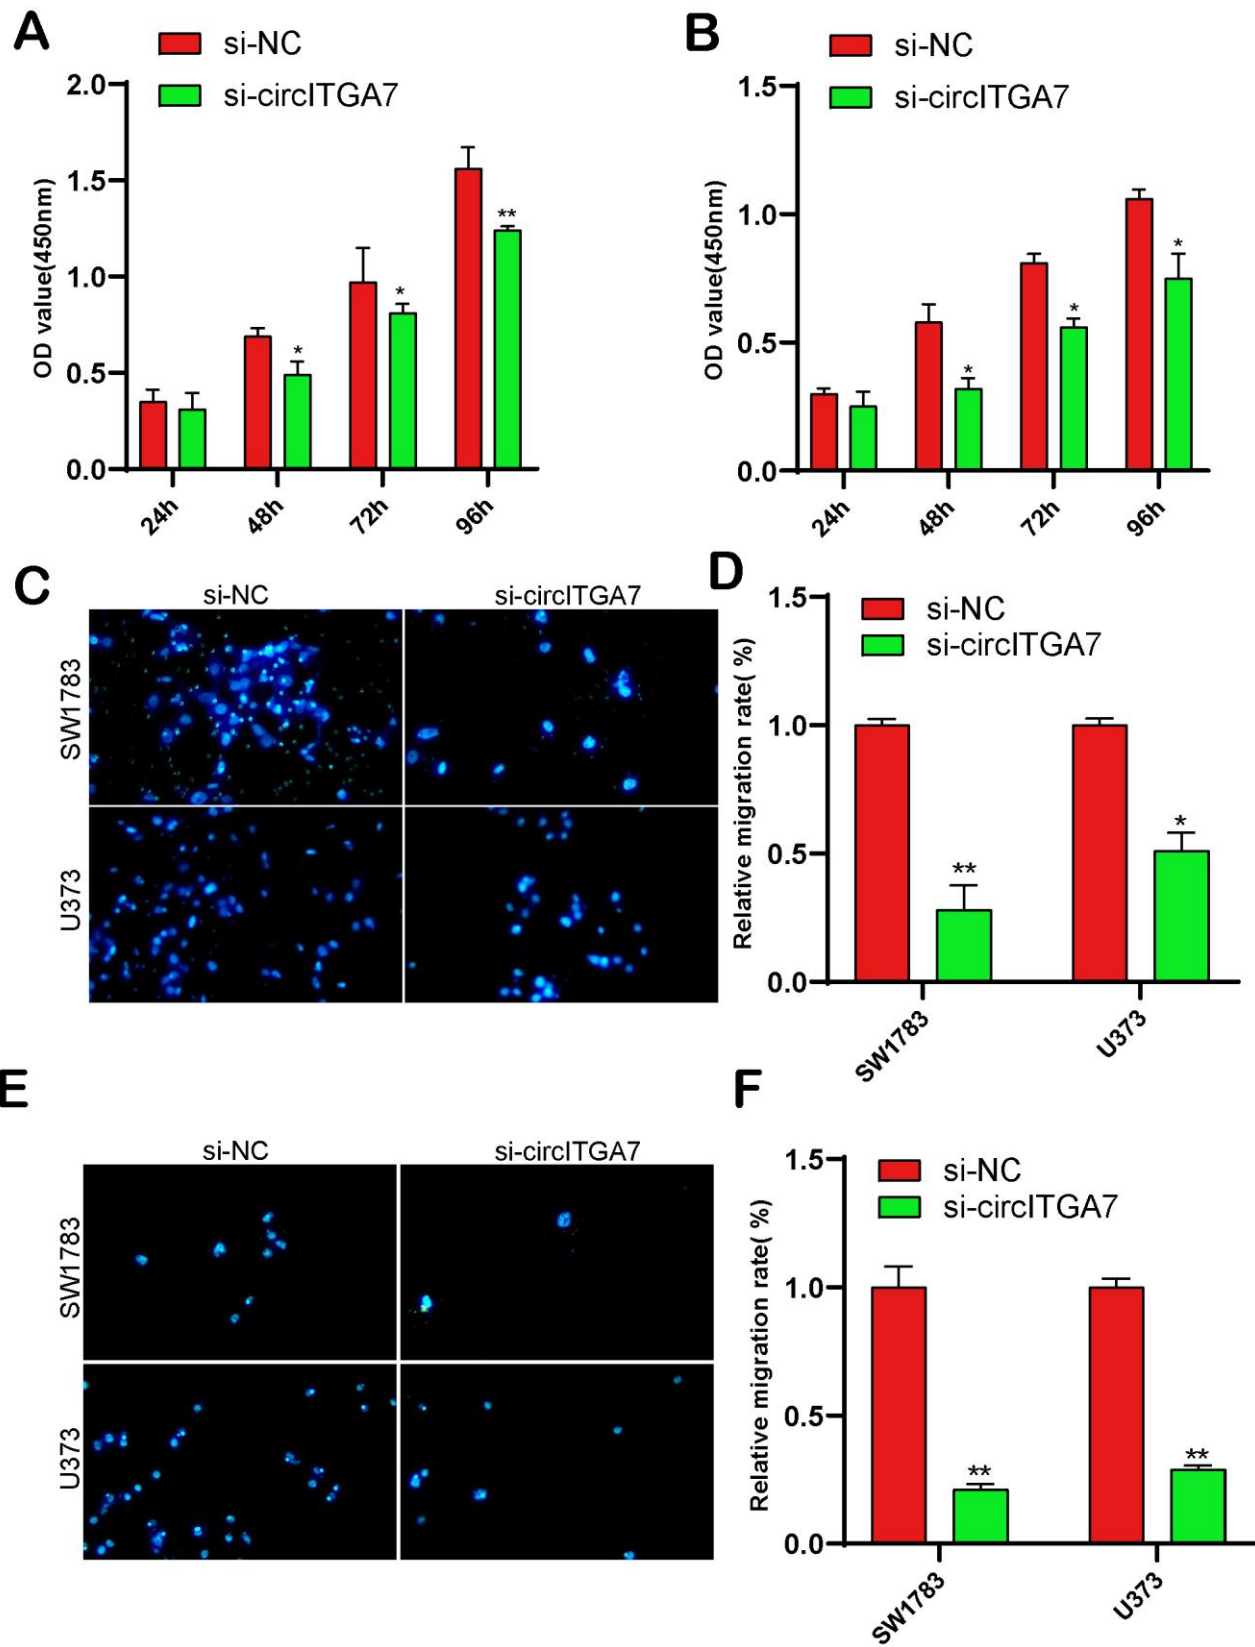 A
si-NC
si-circITGA7
OD value(450nm)
2.0
1.5
1.0
0.5
0.0
*
*
**
24h
48h
72h
96h
B
si-NC
si-circITGA7
OD value(450nm)
1.5
1.0
0.5
0.0
*
*
*
24h
48h
72h
96h
C
si-NC
si-circITGA7
SW1783
U373
D
si-NC
si-circITGA7
Relative migration rate( %)
1.5
1.0
0.5
0.0
**
*
SW1783
U373
E
si-NC
si-circITGA7
SW1783
U373
F
si-NC
si-circITGA7
Relative migration rate( %)
1.5
1.0
0.5
0.0
**
**
SW1783
U373